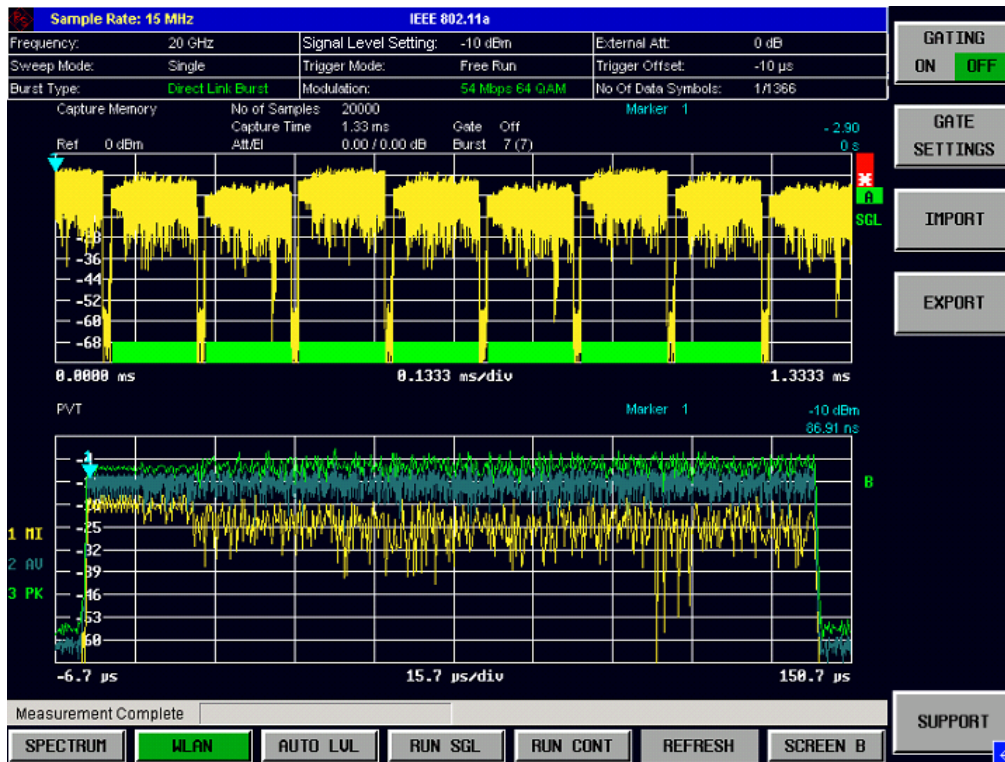 Sample Rate: 15 MHz IEEE 802.11a
Frequency: 20 GHz Signal Level Setting: -10 dBm External Att: 0 dB
Sweep Mode: Single Trigger Mode: Free Run Trigger Offset: -10 µs
Burst Type: Direct Link Burst Modulation: 54 Mbps 64 QAM No Of Data Symbols: 1/1366
GATING
ON OFF
GATE
SETTINGS
IMPORT
EXPORT
SUPPORT
Capture Memory No of Samples 20000 Marker 1
Capture Time 1.33 ms Gate Off - 2.90
Ref 0 dBm Att/El 0.00 / 0.00 dB Burst 7 (7) 0 s
A
SGL
-36
-44
-52
-60
-68
0.0000 ms 0.1333 ms/div 1.3333 ms
PVT Marker 1 -10 dBm
86.91 ns
1
B
-25
1 MI
-32
2 AV
-39
3 PK
-46
-53
-60
-6.7 µs 15.7 µs/div 150.7 µs
Measurement Complete
SPECTRUM WLAN AUTO LVL RUN SGL RUN CONT REFRESH SCREEN B